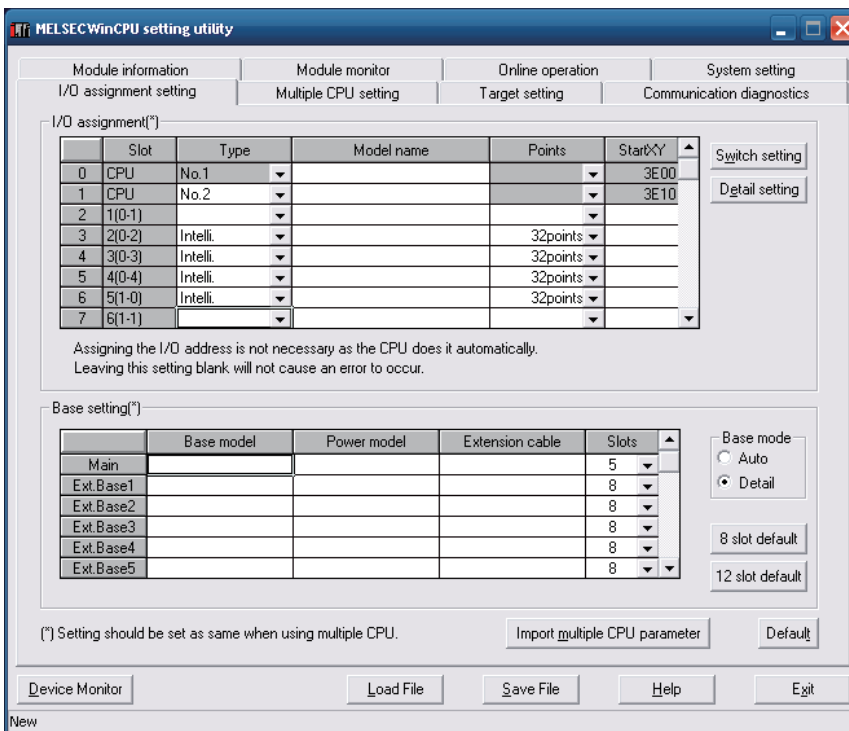 MELSECWinCPU setting utility
Module information Module monitor Online operation System setting
I/O assignment setting Multiple CPU setting Target setting Communication diagnostics
I/O assignment(*)
Slot Type Model name Points StartXY
0 CPU No.1 3E00
1 CPU No.2 3E10
2 1(0-1)
3 2(0-2) Intelli. 32points
4 3(0-3) Intelli. 32points
5 4(0-4) Intelli. 32points
6 5(1-0) Intelli. 32points
7 6(1-1)
Switch setting
Detail setting
Assigning the I/O address is not necessary as the CPU does it automatically.
Leaving this setting blank will not cause an error to occur.
Base setting(*)
Base model Power model Extension cable Slots
Main 5
Ext.Base1 8
Ext.Base2 8
Ext.Base3 8
Ext.Base4 8
Ext.Base5 8
Base mode
Auto
Detail
8 slot default
12 slot default
(*) Setting should be set as same when using multiple CPU.
Import multiple CPU parameter
Default
Device Monitor Load File Save File Help Exit
New